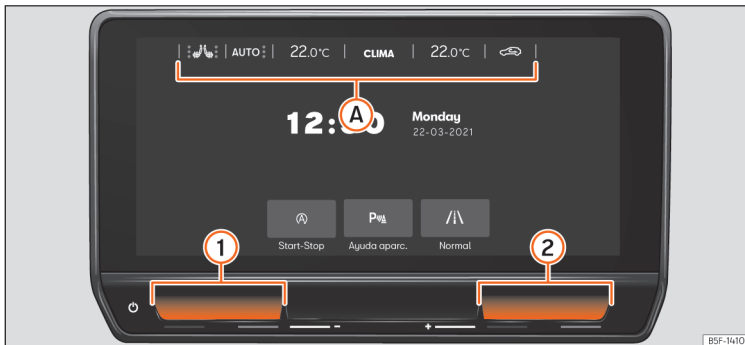 AUTO 22.0°C CLIMA 22.0°C
A
Monday
22-03-2021
P
Start-Stop Ayuda aparc. Normal
1 2
- +
B5F-1410